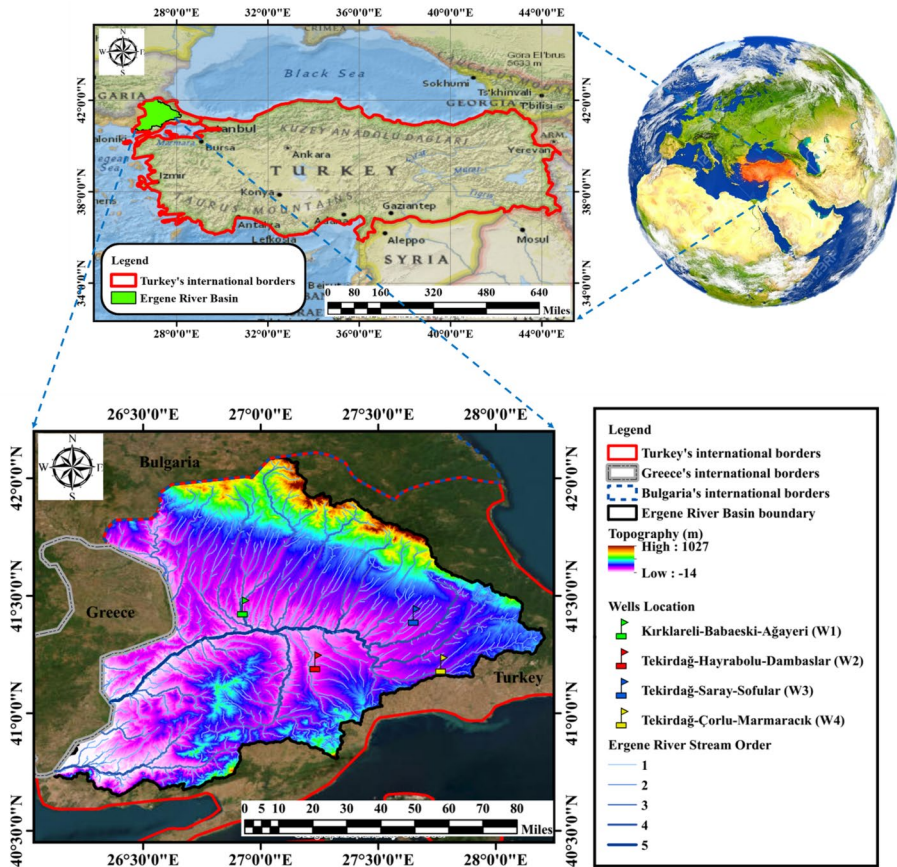 28°0'0"E 32°0'0"E 36°0'0"E 40°0'0"E 44°0'0"E
N
W E
S
CRIMEA
Gora El'brus
5633 m
Black Sea
Sokhumi
Ts'khinvali
GEORGIA
T'bilisi
GARIA
42°0'0"N
42°0'0"N
KUZEY ANADOLU DAGLARI
ARM.
Marmara
Bursa
Ankara
Yerevan
TURKEY
Izmir
Konya
Tigris
38°0'0"N
38°0'0"N
TAURUS MOUNTAINS
Adana
Gaziantep
Antalya
Lefkosia
Aleppo
Mosul
SYRIA
Legend
Turkey's international borders
Ergene River Basin
34°0'0"N
34°0'0"N
0 80 160 320 480 640
Miles
28°0'0"E 32°0'0"E 36°0'0"E 40°0'0"E 44°0'0"E
26°30'0"E 27°0'0"E 27°30'0"E 28°0'0"E
N
W E
S
Bulgaria
42°0'0"N
42°0'0"N
41°30'0"N
41°30'0"N
Greece
Turkey
41°0'0"N
41°0'0"N
0 5 10 20 30 40 50 60 70 80
Miles
40°30'0"N
40°30'0"N
26°30'0"E 27°0'0"E 27°30'0"E 28°0'0"E
Legend
Turkey's international borders
Greece's international borders
Bulgaria's international borders
Ergene River Basin boundary
Topography (m)
High : 1027
Low : -14
Wells Location
Kırklareli-Babaeski-Ağayeri (W1)
Tekirdağ-Hayrabolu-Dambaslar (W2)
Tekirdağ-Saray-Sofular (W3)
Tekirdağ-Çorlu-Marmaracık (W4)
Ergene River Stream Order
1
2
3
4
5